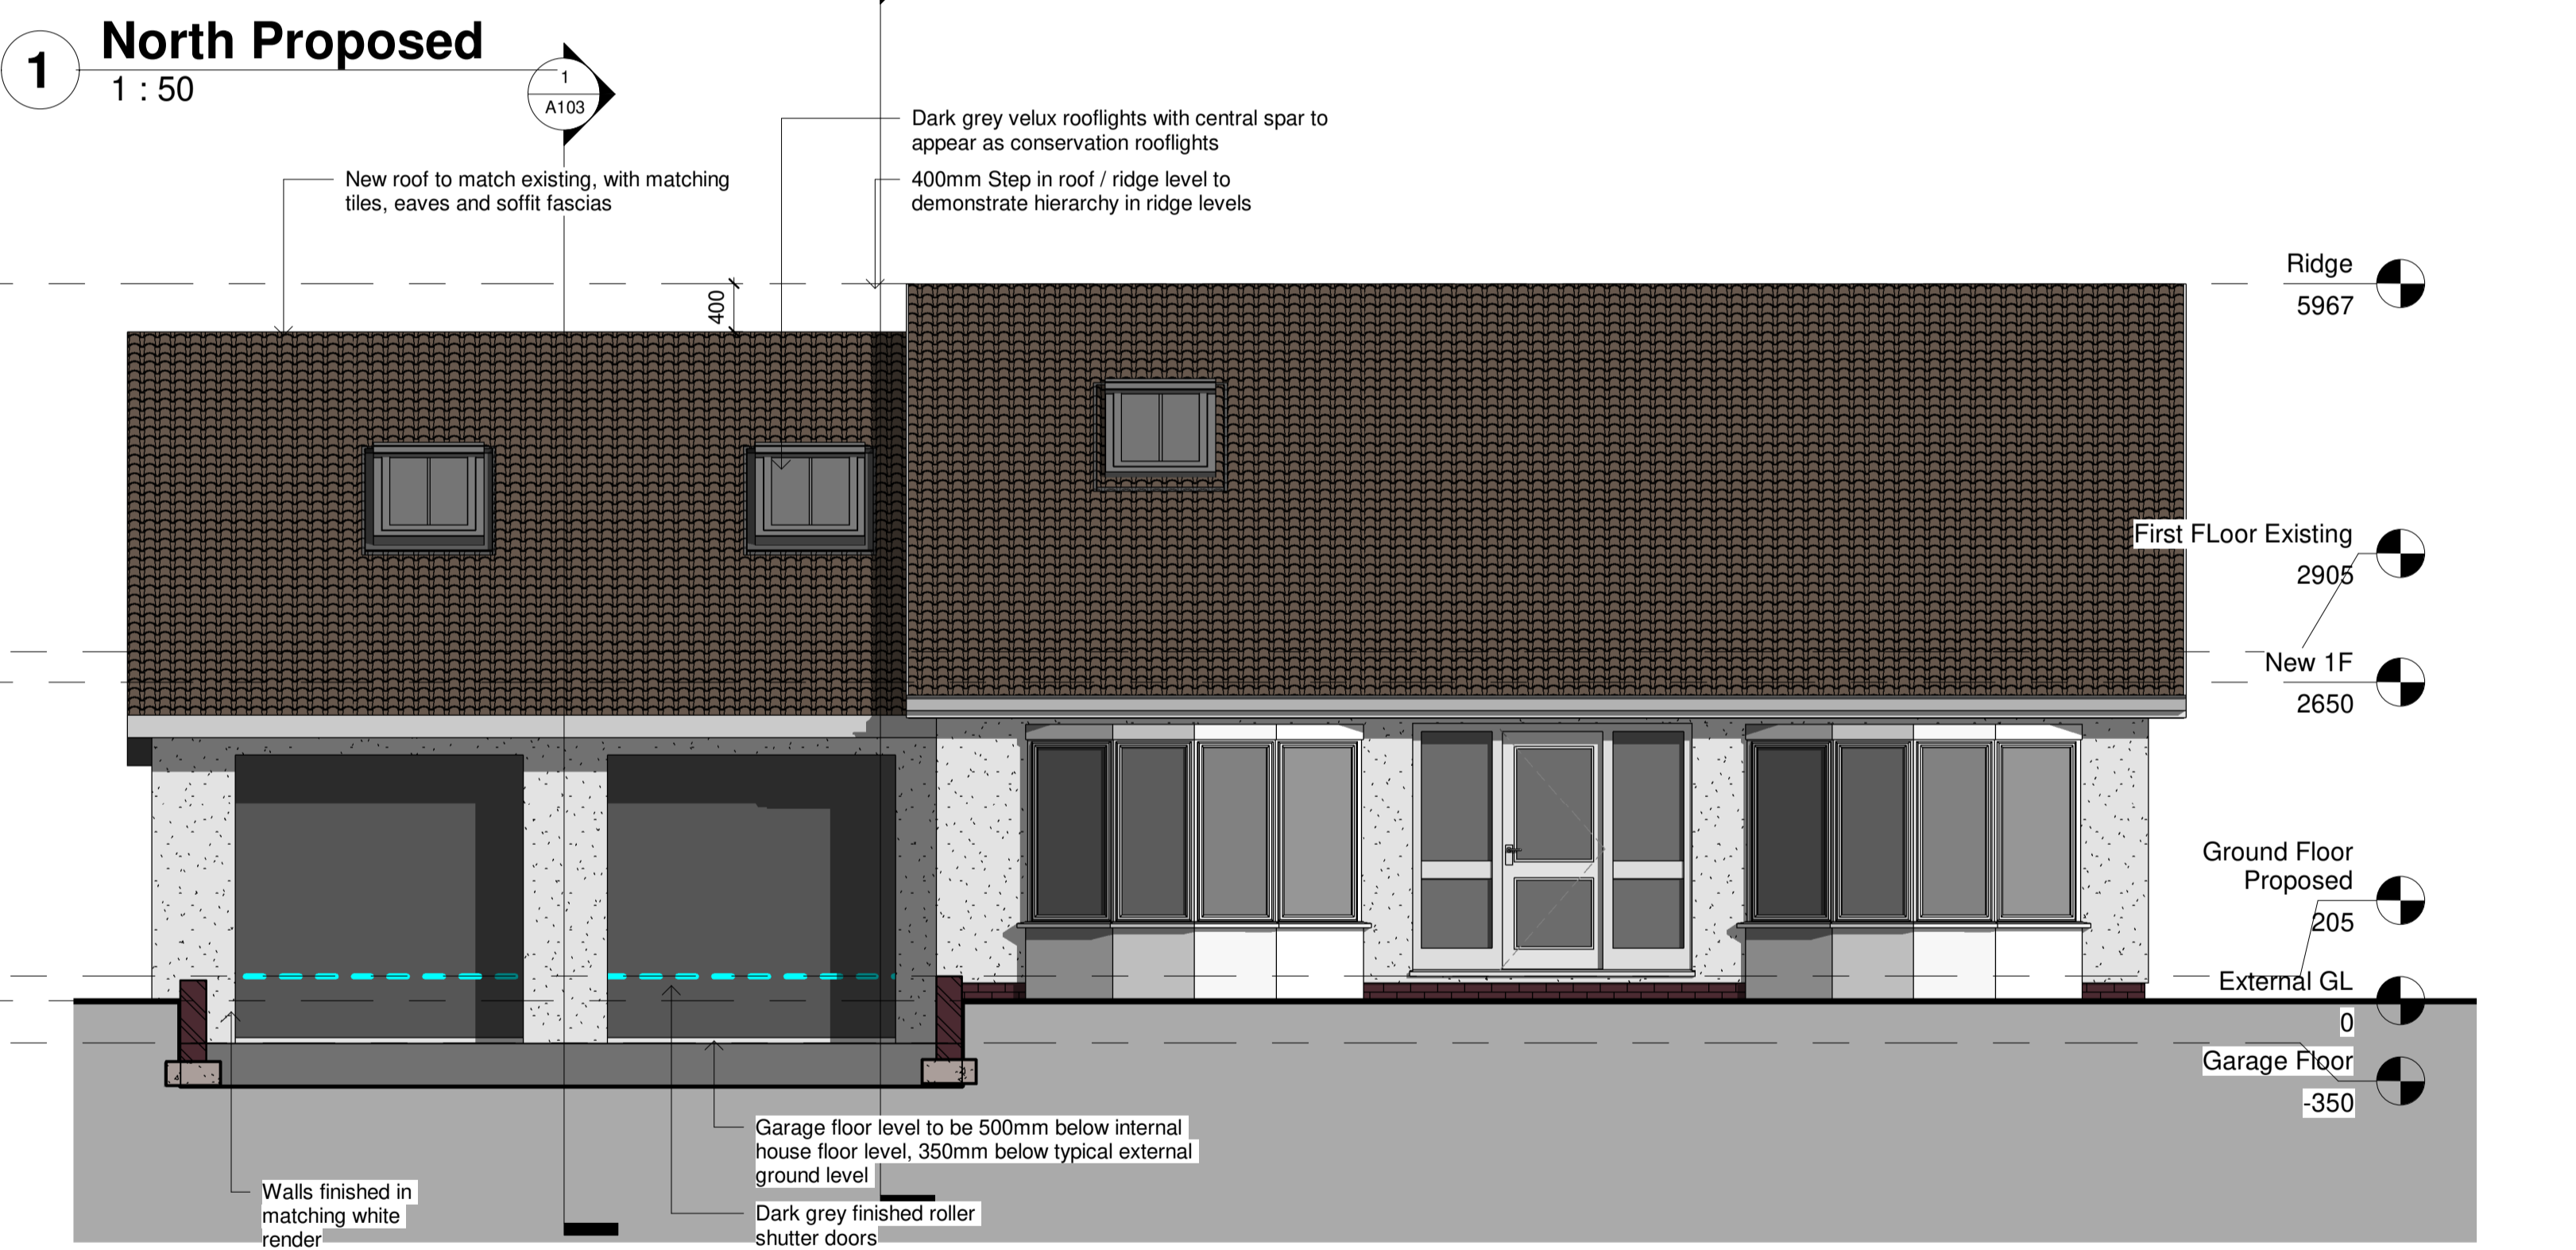 1
North Proposed
1 : 50
1
A103
Dark grey velux rooflights with central spar to
appear as conservation rooflights
New roof to match existing, with matching
tiles, eaves and soffit fascias
400mm Step in roof / ridge level to
demonstrate hierarchy in ridge levels
400
Ridge
5967
First FLoor Existing
2905
New 1F
2650
Ground Floor
Proposed
205
External GL
0
Garage Floor
-350
Garage floor level to be 500mm below internal
house floor level, 350mm below typical external
ground level
Walls finished in
matching white
render
Dark grey finished roller
shutter doors